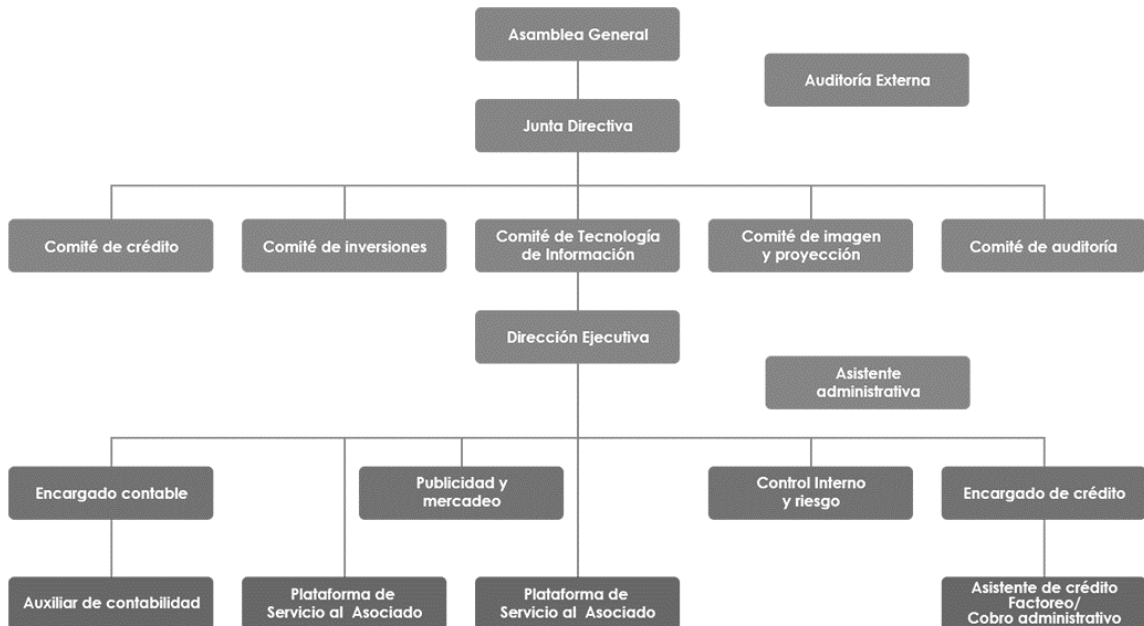 Asamblea General
Auditoría Externa
Junta Directiva
Comité de crédito
Comité de inversiones
Comité de Tecnología
de Información
Comité de imagen
y proyección
Comité de auditoría
Dirección Ejecutiva
Asistente
administrativa
Encargado contable
Publicidad y
mercadeo
Control Interno
y riesgo
Encargado de crédito
Auxiliar de contabilidad
Plataforma de
Servicio al Asociado
Plataforma de
Servicio al Asociado
Asistente de crédito
Factoreo/
Cobro administrativo